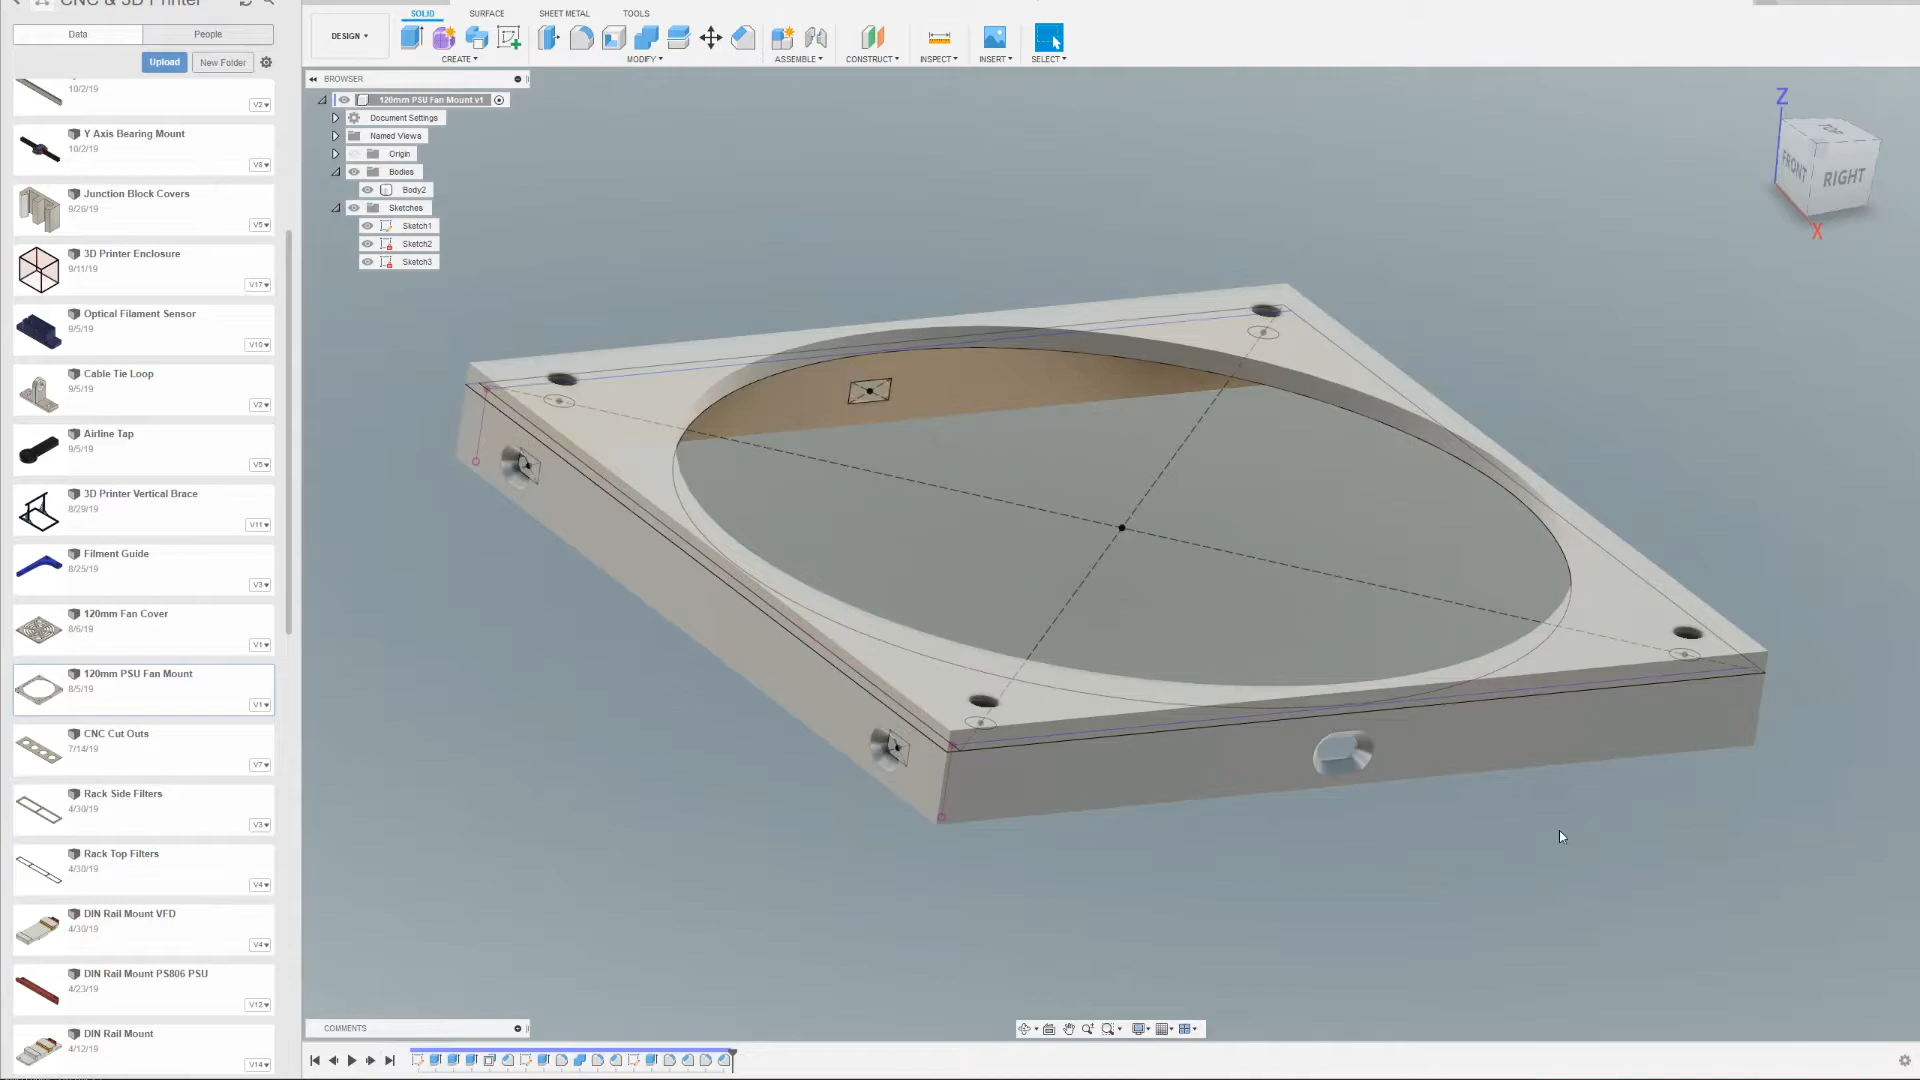 CNC & 3D Printer
Data
People
Upload
New Folder
10/2/19
V2
Y Axis Bearing Mount
10/2/19
V8
Junction Block Covers
9/26/19
V5
3D Printer Enclosure
9/11/19
V17
Optical Filament Sensor
9/5/19
V10
Cable Tie Loop
9/5/19
V2
Airline Tap
9/5/19
V5
3D Printer Vertical Brace
8/29/19
V11
Filment Guide
8/25/19
V3
120mm Fan Cover
8/6/19
V1
120mm PSU Fan Mount
8/5/19
V1
CNC Cut Outs
7/14/19
V7
Rack Side Filters
4/30/19
V3
Rack Top Filters
4/30/19
V4
DIN Rail Mount VFD
4/30/19
V4
DIN Rail Mount PS806 PSU
4/23/19
V12
DIN Rail Mount
4/12/19
V14
DESIGN
SOLID
SURFACE
SHEET METAL
TOOLS
CREATE
MODIFY
ASSEMBLE
CONSTRUCT
INSPECT
INSERT
SELECT
BROWSER
120mm PSU Fan Mount v1
Document Settings
Named Views
Origin
Bodies
Body2
Sketches
Sketch1
Sketch2
Sketch3
Z
TOP
FRONT
RIGHT
X
COMMENTS